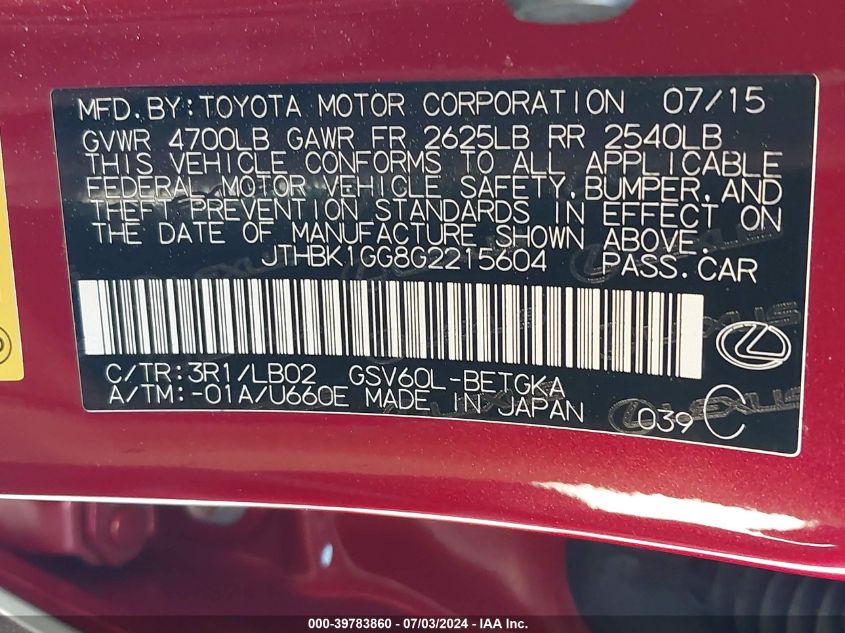 MFD. BY: TOYOTA MOTOR CORPORATION 07/15
GVWR 4700LB GAWR FR 2625LB RR 2540LB
THIS VEHICLE CONFORMS TO ALL APPLICABLE
FEDERAL MOTOR VEHICLE SAFETY, BUMPER, AND
THEFT PREVENTION STANDARDS IN EFFECT ON
THE DATE OF MANUFACTURE SHOWN ABOVE.
JTHBK1GG8G2215604 PASS. CAR
C/TR: 3R1/LB02 GSV60L-BETGKA
A/TM: -01A/U660E MADE IN JAPAN
039 C
LEXUS
000-39783860 - 07/03/2024 - IAA Inc.